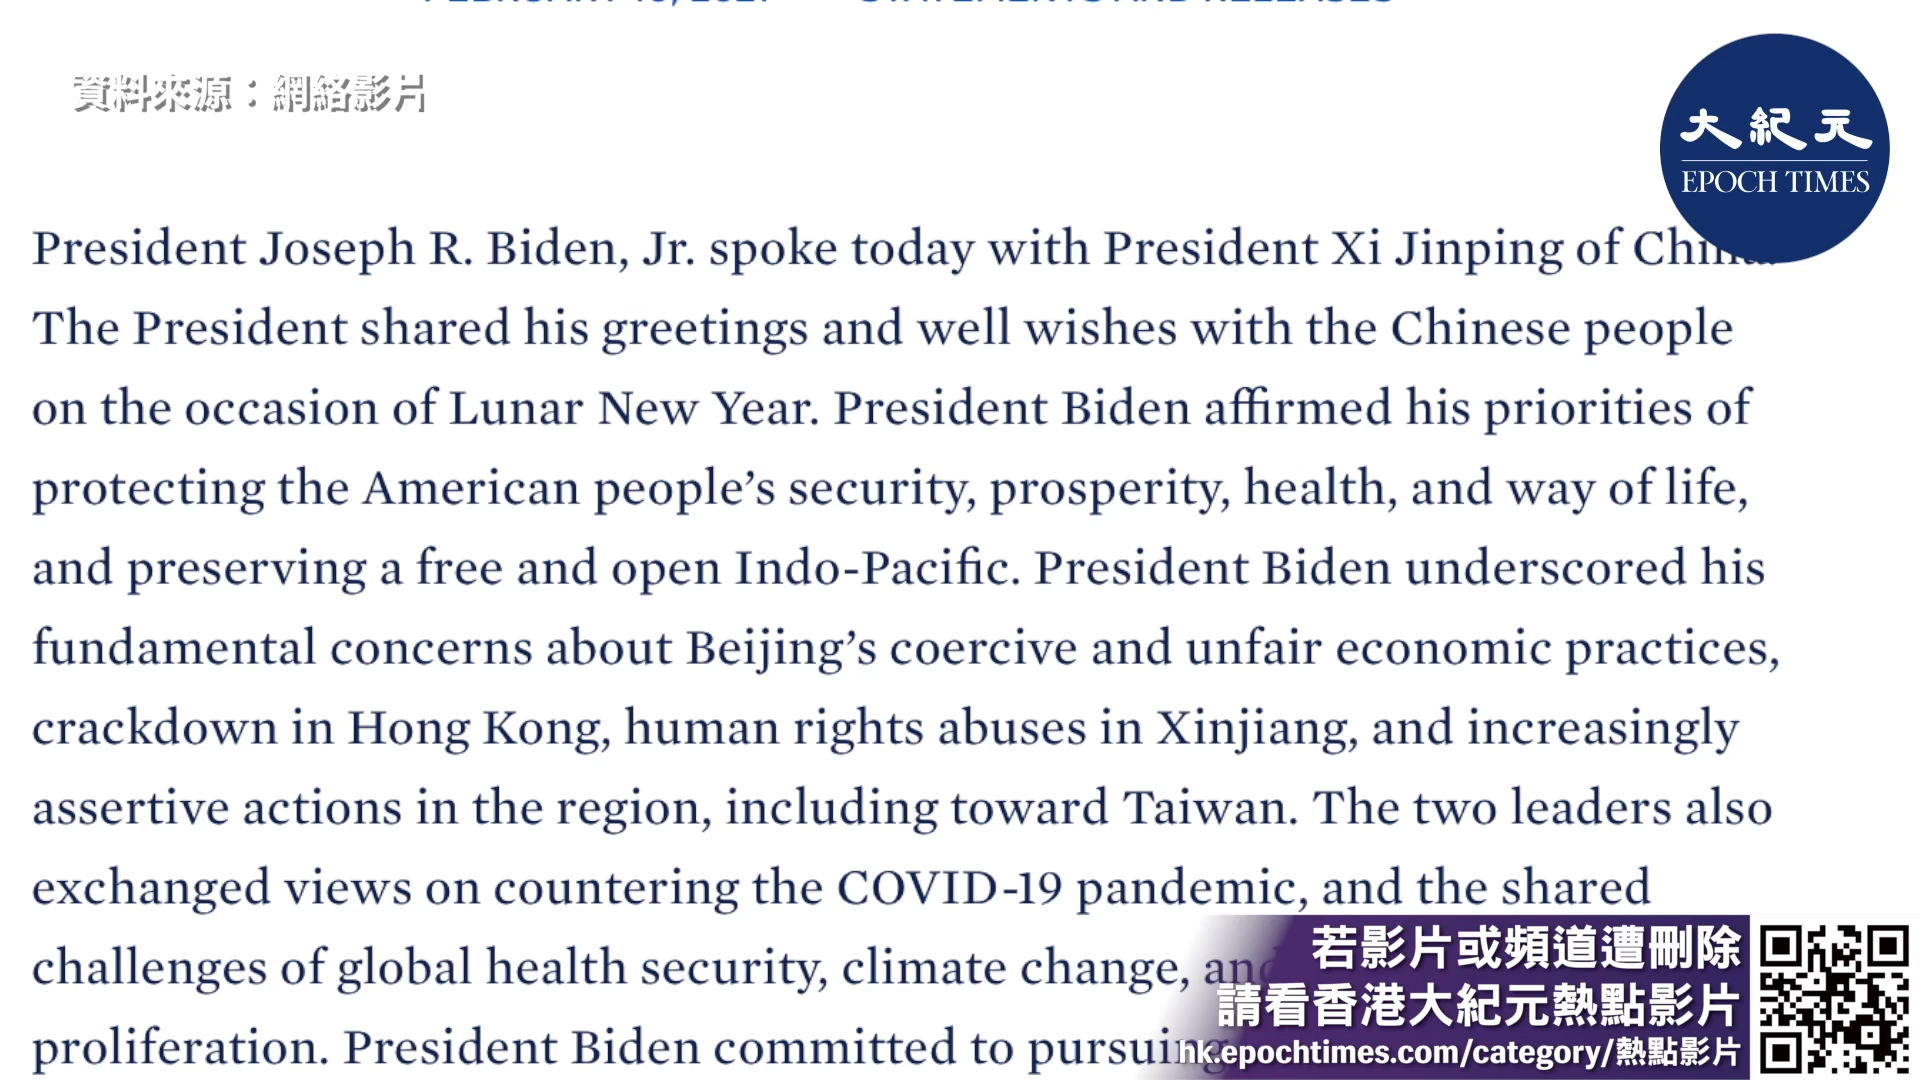 資料來源：網絡影片
大紀元
EPOCH TIMES
President Joseph R. Biden, Jr. spoke today with President Xi Jinping of China.
The President shared his greetings and well wishes with the Chinese people
on the occasion of Lunar New Year. President Biden affirmed his priorities of
protecting the American people’s security, prosperity, health, and way of life,
and preserving a free and open Indo-Pacific. President Biden underscored his
fundamental concerns about Beijing’s coercive and unfair economic practices,
crackdown in Hong Kong, human rights abuses in Xinjiang, and increasingly
assertive actions in the region, including toward Taiwan. The two leaders also
exchanged views on countering the COVID-19 pandemic, and the shared
challenges of global health security, climate change, and
proliferation. President Biden committed to pursuing
若影片或頻道遭刪除
請看香港大紀元熱點影片
hk.epochtimes.com/category/熱點影片